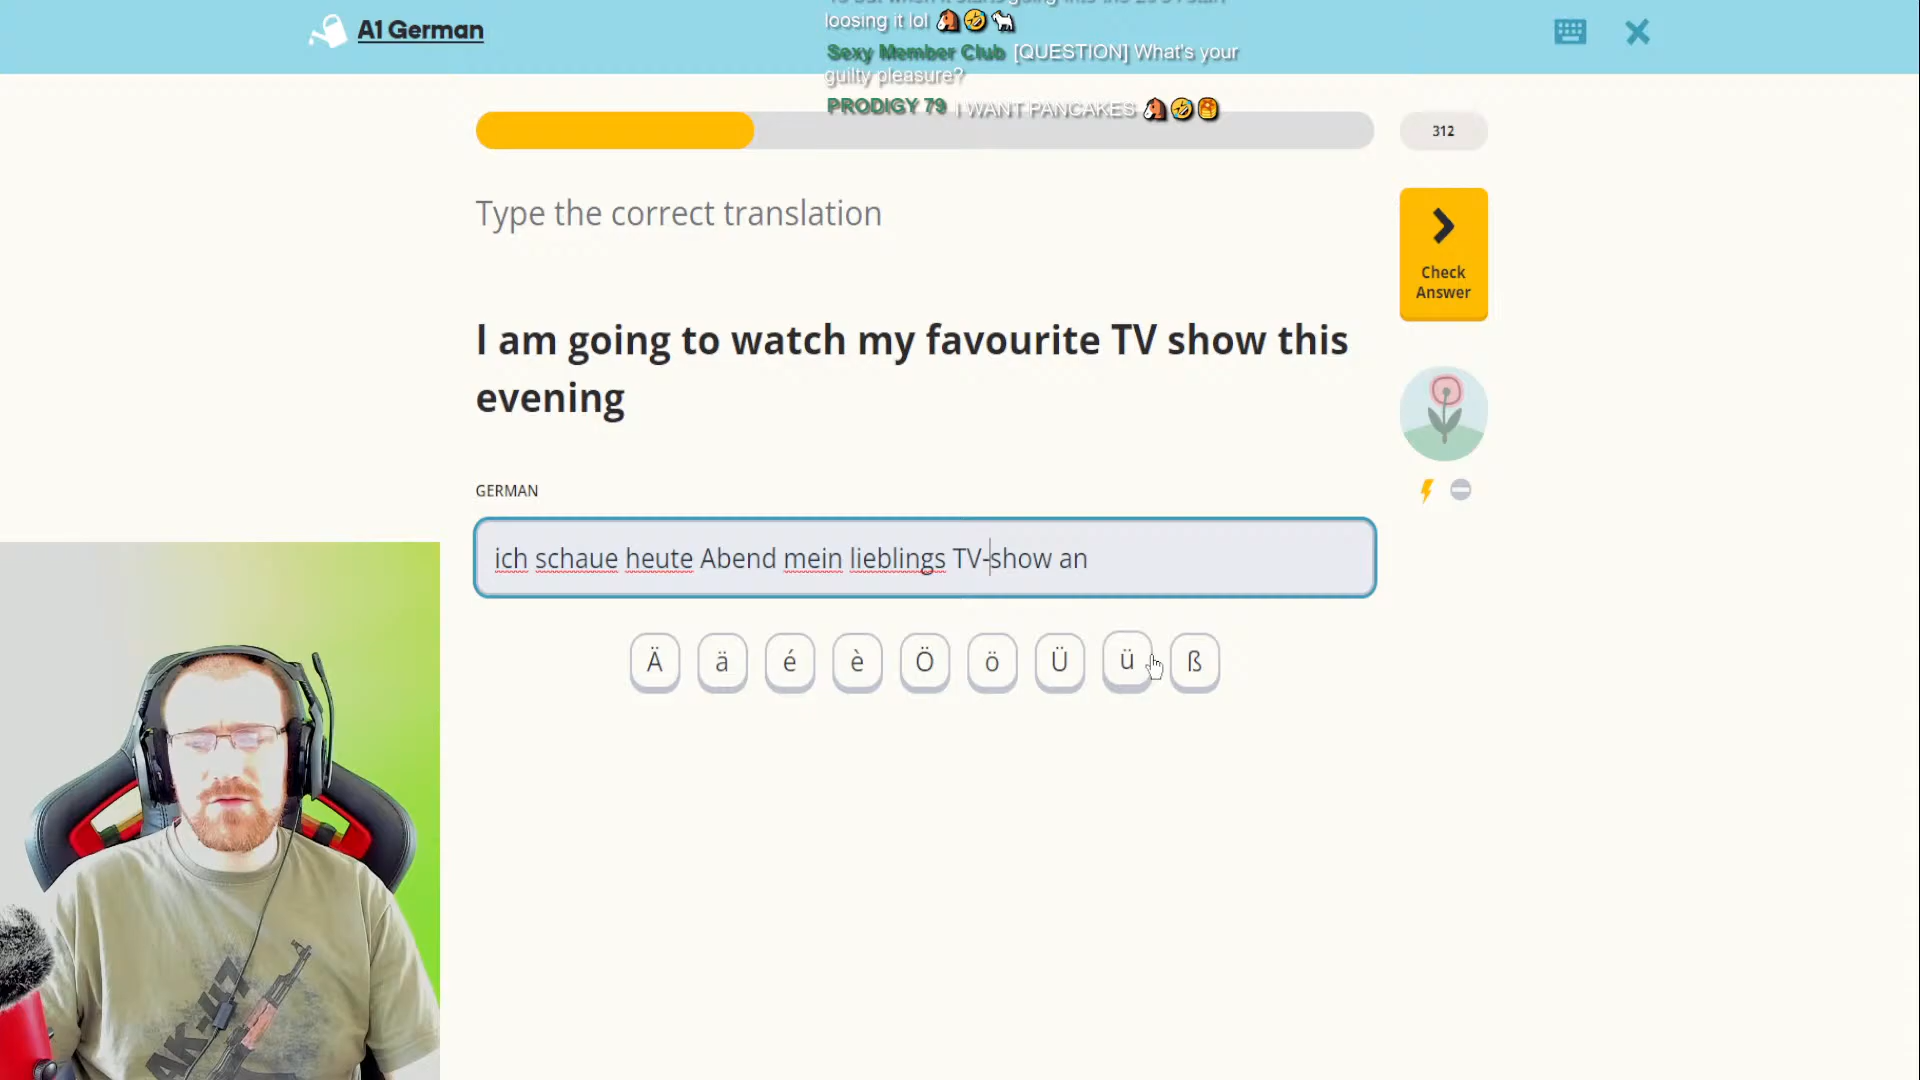 A1 German
loosing it lol 🐴🤣🐕
Sexy Member Club [QUESTION] What's your
guilty pleasure?
PRODIGY 79 I WANT PANCAKES 🐴🤣🥞
312
Type the correct translation
Check
Answer
I am going to watch my favourite TV show this
evening
GERMAN
ich schaue heute Abend mein lieblings TV-show an
Ä ä é è Ö ö Ü ü ß
AK-47